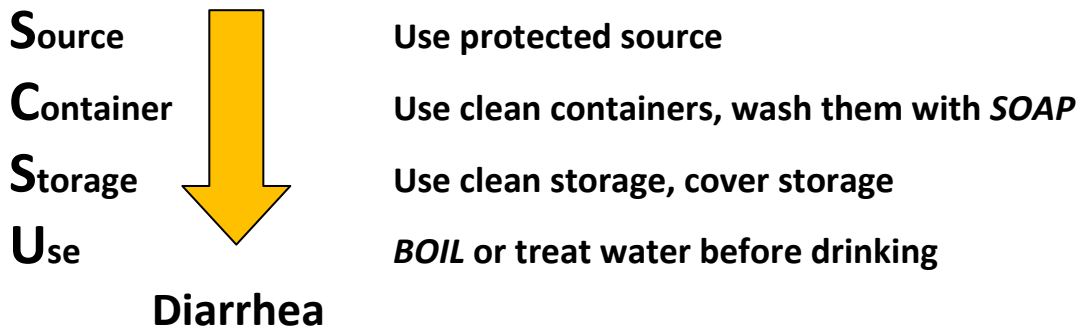 Source Use protected source
Container Use clean containers, wash them with SOAP
Storage Use clean storage, cover storage
Use BOIL or treat water before drinking
Diarrhea